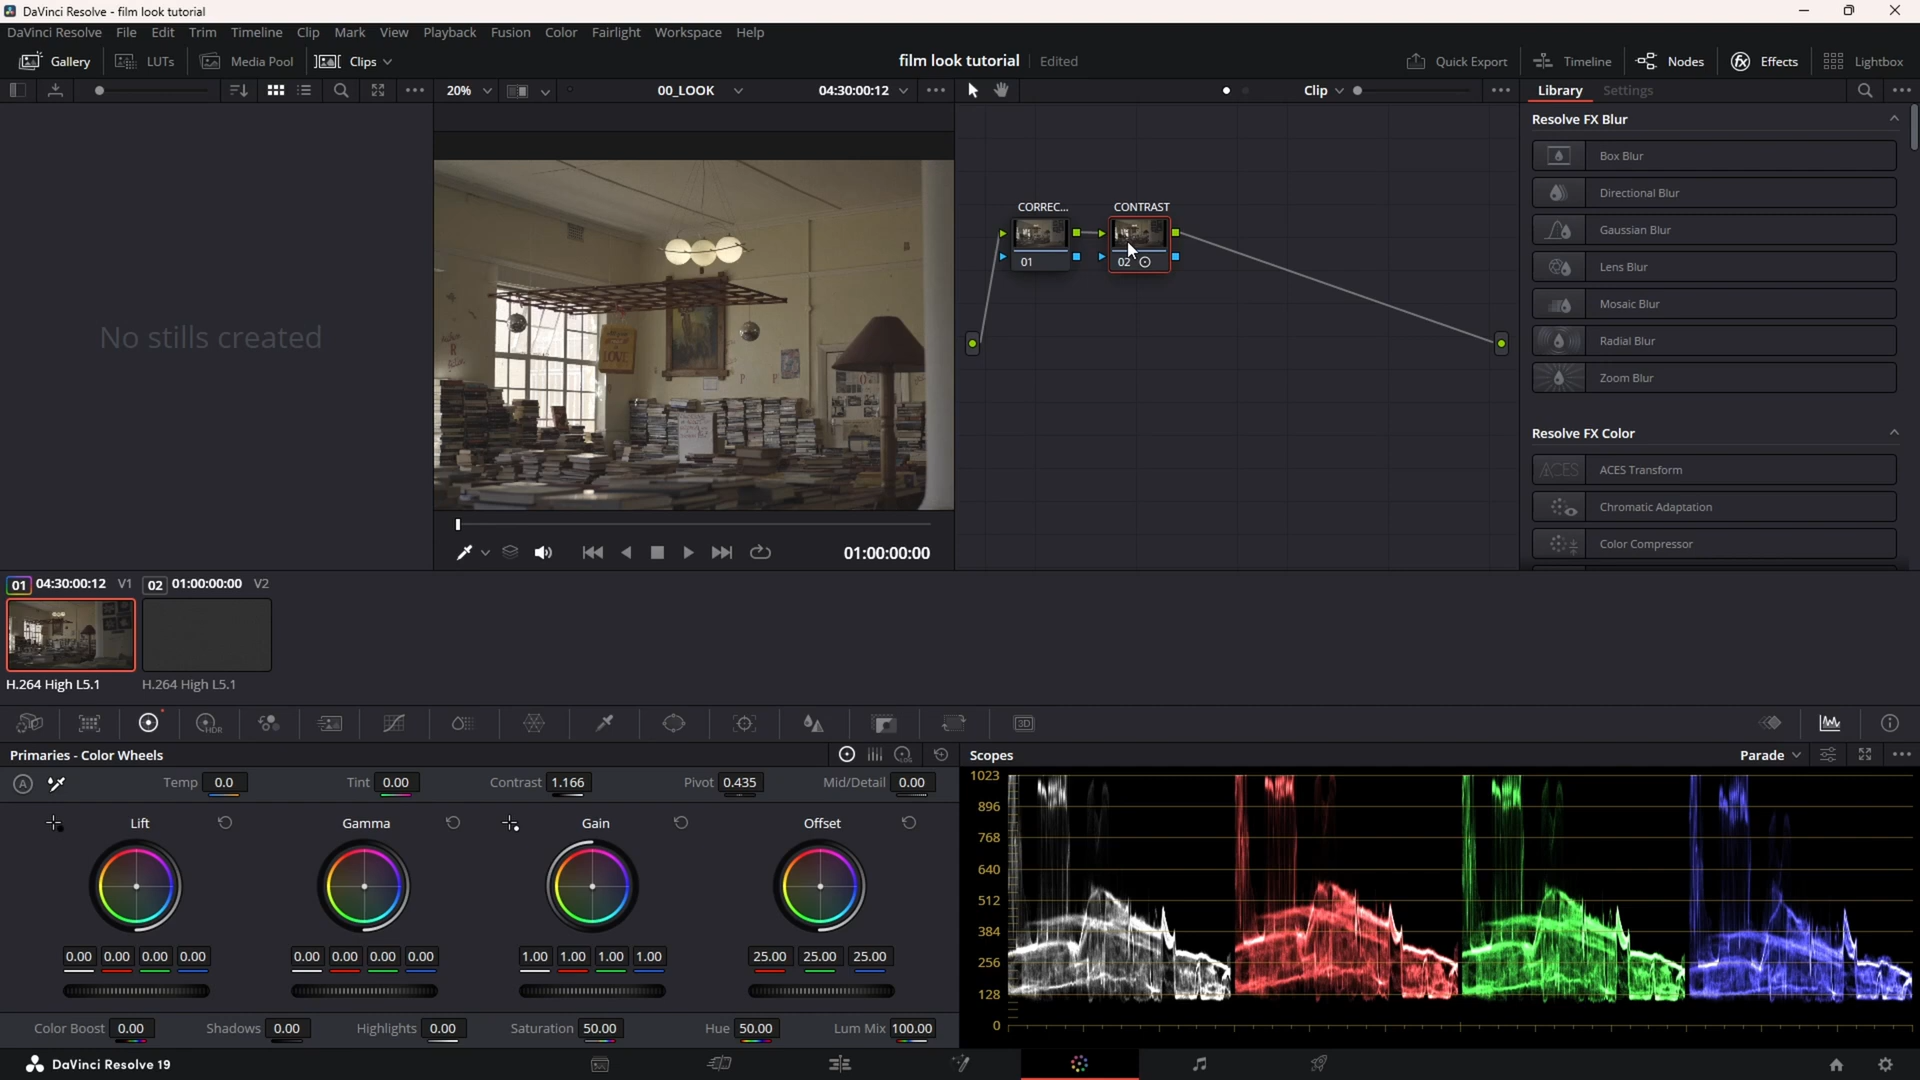 DaVinci Resolve - film look tutorial
DaVinci Resolve File Edit Trim Timeline Clip Mark View Playback Fusion Color Fairlight Workspace Help
Gallery LUTs Media Pool Clips film look tutorial Edited Quick Export Timeline Nodes Effects Lightbox
20% 00_LOOK 04:30:00:12 Clip Library Settings
Resolve FX Blur
Box Blur
Directional Blur
CORREC... CONTRAST
Gaussian Blur
01 02
Lens Blur
Mosaic Blur
No stills created
Radial Blur
LOVE
Zoom Blur
Resolve FX Color
ACES ACES Transform
Chromatic Adaptation
Color Compressor
01:00:00:00
01 04:30:00:12 V1 02 01:00:00:00 V2
H.264 High L5.1 H.264 High L5.1
HDR 3D
Primaries - Color Wheels Scopes Parade
A Temp 0.0 Tint 0.00 Contrast 1.166 Pivot 0.435 Mid/Detail 0.00
Lift Gamma Gain Offset
0.00 0.00 0.00 0.00 0.00 0.00 0.00 0.00 1.00 1.00 1.00 1.00 25.00 25.00 25.00
Color Boost 0.00 Shadows 0.00 Highlights 0.00 Saturation 50.00 Hue 50.00 Lum Mix 100.00
1023
896
768
640
512
384
256
128
0
DaVinci Resolve 19